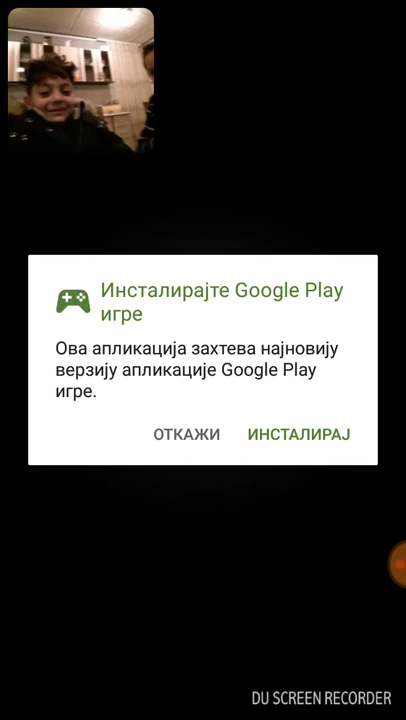 Инсталирајте Google Play
игре
Ова апликација захтева најновију
верзију апликације Google Play
игре.
ОТКАЖИ ИНСТАЛИРАЈ
DU SCREEN RECORDER